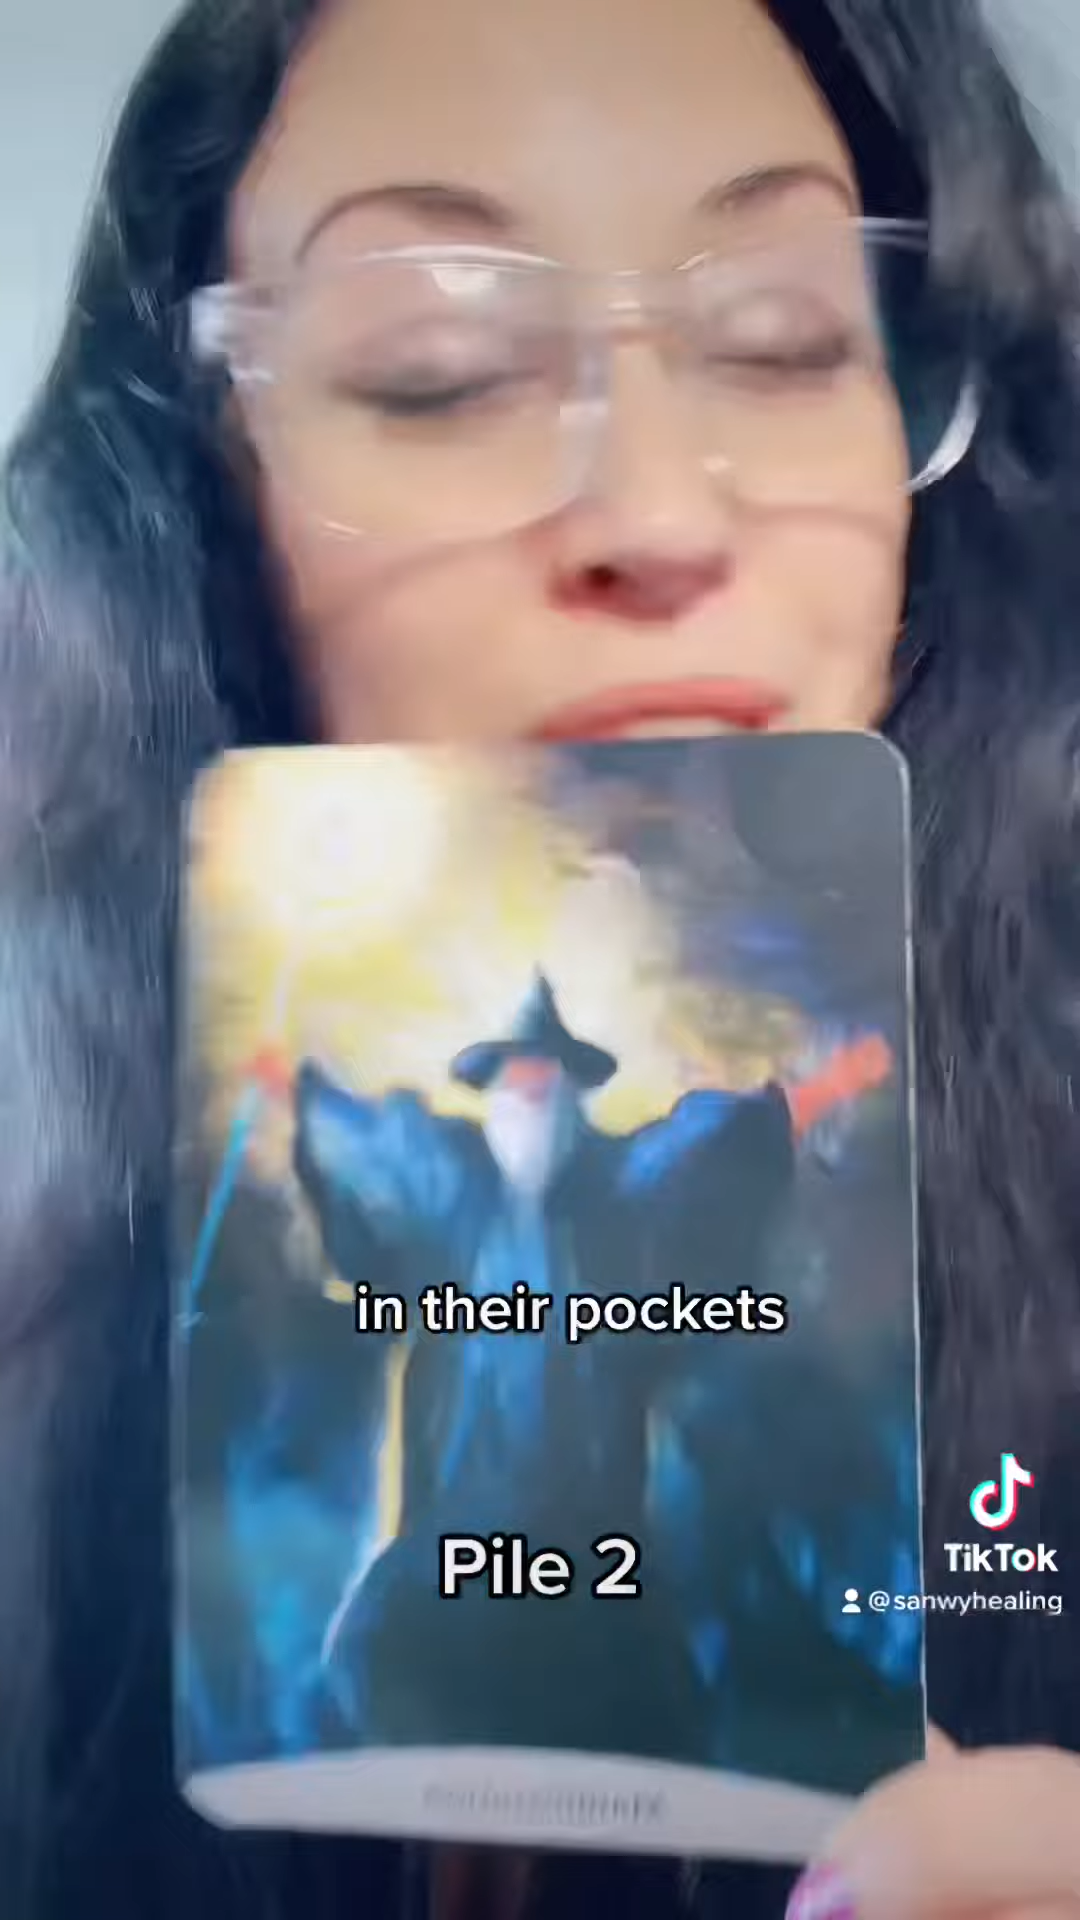 in their pockets
Pile 2
TikTok
@sanwyhealing